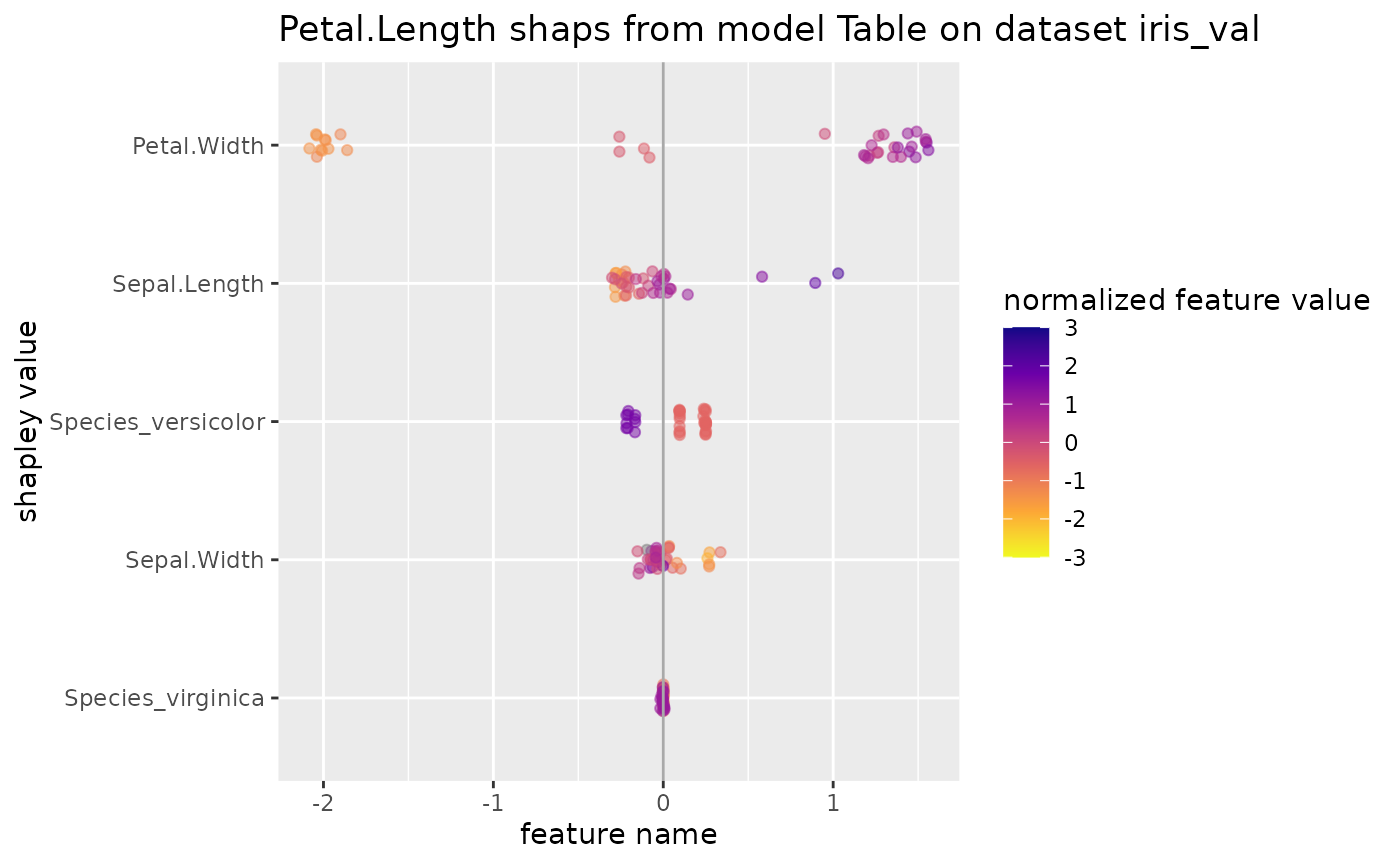 Petal.Length shaps from model Table on dataset iris_val
Petal.Width
Sepal.Length
Species_versicolor
Sepal.Width
Species_virginica
shapley value
-2
-1
0
1
feature name
normalized feature value
3
2
1
0
-1
-2
-3